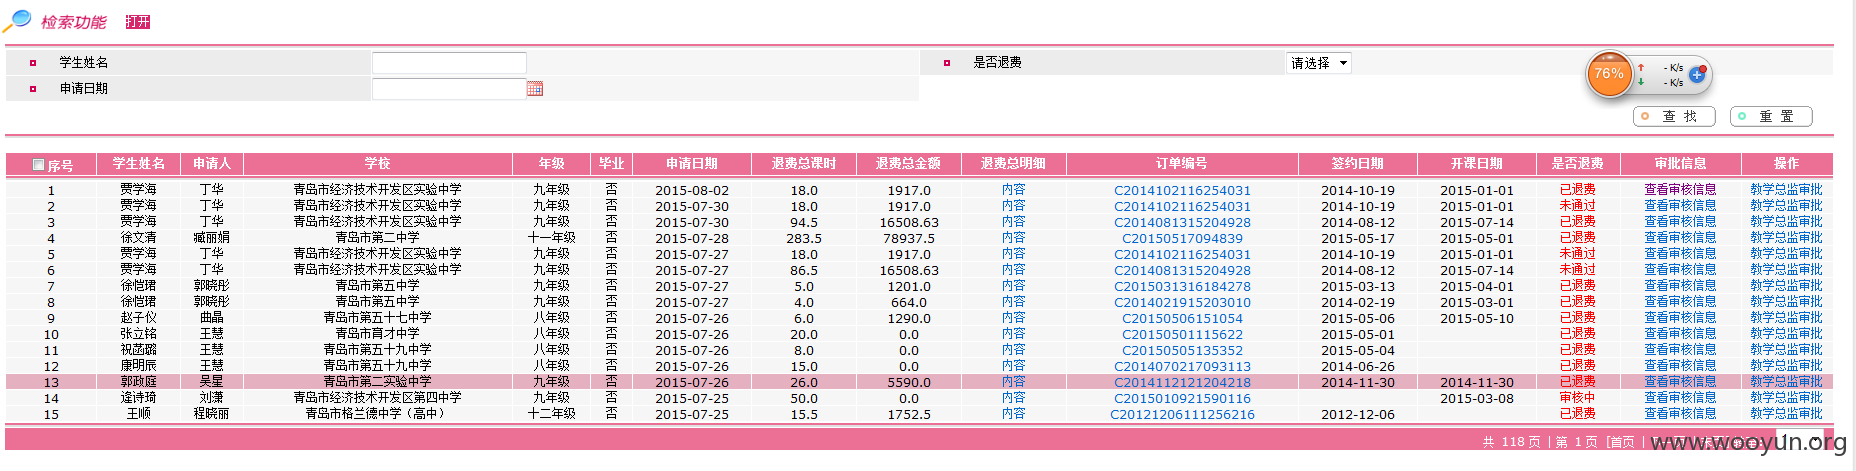 检索功能 打开
学生姓名 是否退费 请选择
申请日期
76% - K/s
- K/s
查 找 重 置
序号 学生姓名 申请人 学校 年级 毕业 申请日期 退费总课时 退费总金额 退费总明细 订单编号 签约日期 开课日期 是否退费 审批信息 操作
1 贾学海 丁华 青岛市经济技术开发区实验中学 九年级 否 2015-08-02 18.0 1917.0 内容 C2014102116254031 2014-10-19 2015-01-01 已退费 查看审核信息 教学总监审批
2 贾学海 丁华 青岛市经济技术开发区实验中学 九年级 否 2015-07-30 18.0 1917.0 内容 C2014102116254031 2014-10-19 2015-01-01 未通过 查看审核信息 教学总监审批
3 贾学海 丁华 青岛市经济技术开发区实验中学 九年级 否 2015-07-30 94.5 16508.63 内容 C2014081315204928 2014-08-12 2015-07-14 已退费 查看审核信息 教学总监审批
4 徐文清 臧丽娟 青岛市第二中学 十一年级 否 2015-07-28 283.5 78937.5 内容 C20150517094839 2015-05-17 2015-05-01 已退费 查看审核信息 教学总监审批
5 贾学海 丁华 青岛市经济技术开发区实验中学 九年级 否 2015-07-27 18.0 1917.0 内容 C2014102116254031 2014-10-19 2015-01-01 未通过 查看审核信息 教学总监审批
6 贾学海 丁华 青岛市经济技术开发区实验中学 九年级 否 2015-07-27 86.5 16508.63 内容 C2014081315204928 2014-08-12 2015-07-14 未通过 查看审核信息 教学总监审批
7 徐恺珺 郭晓彤 青岛市第五中学 九年级 否 2015-07-27 5.0 1201.0 内容 C2015031316184278 2015-03-13 2015-04-01 已退费 查看审核信息 教学总监审批
8 徐恺珺 郭晓彤 青岛市第五中学 九年级 否 2015-07-27 4.0 664.0 内容 C2014021915203010 2014-02-19 2015-03-01 已退费 查看审核信息 教学总监审批
9 赵子仪 曲晶 青岛市第五十七中学 八年级 否 2015-07-26 6.0 1290.0 内容 C20150506151054 2015-05-06 2015-05-10 已退费 查看审核信息 教学总监审批
10 张立铭 王慧 青岛市育才中学 八年级 否 2015-07-26 20.0 0.0 内容 C20150501115622 2015-05-01 已退费 查看审核信息 教学总监审批
11 祝菡璐 王慧 青岛市第五十九中学 八年级 否 2015-07-26 8.0 0.0 内容 C20150505135352 2015-05-04 已退费 查看审核信息 教学总监审批
12 康明辰 王慧 青岛市第五十九中学 八年级 否 2015-07-26 15.0 0.0 内容 C2014070217093113 2014-06-26 已退费 查看审核信息 教学总监审批
13 郭政庭 吴星 青岛市第二实验中学 九年级 否 2015-07-26 26.0 5590.0 内容 C2014112121204218 2014-11-30 2014-11-30 已退费 查看审核信息 教学总监审批
14 逄诗琦 刘潇 青岛市经济技术开发区第四中学 九年级 否 2015-07-25 50.0 0.0 内容 C2015010921590116 2015-03-08 审核中 查看审核信息 教学总监审批
15 王顺 程晓丽 青岛市格兰德中学（高中） 十二年级 否 2015-07-25 15.5 1752.5 内容 C20121206111256216 2012-12-06 已退费 查看审核信息 教学总监审批
共 118 页 | 第 1 页 [首页 |
www.wooyun.org